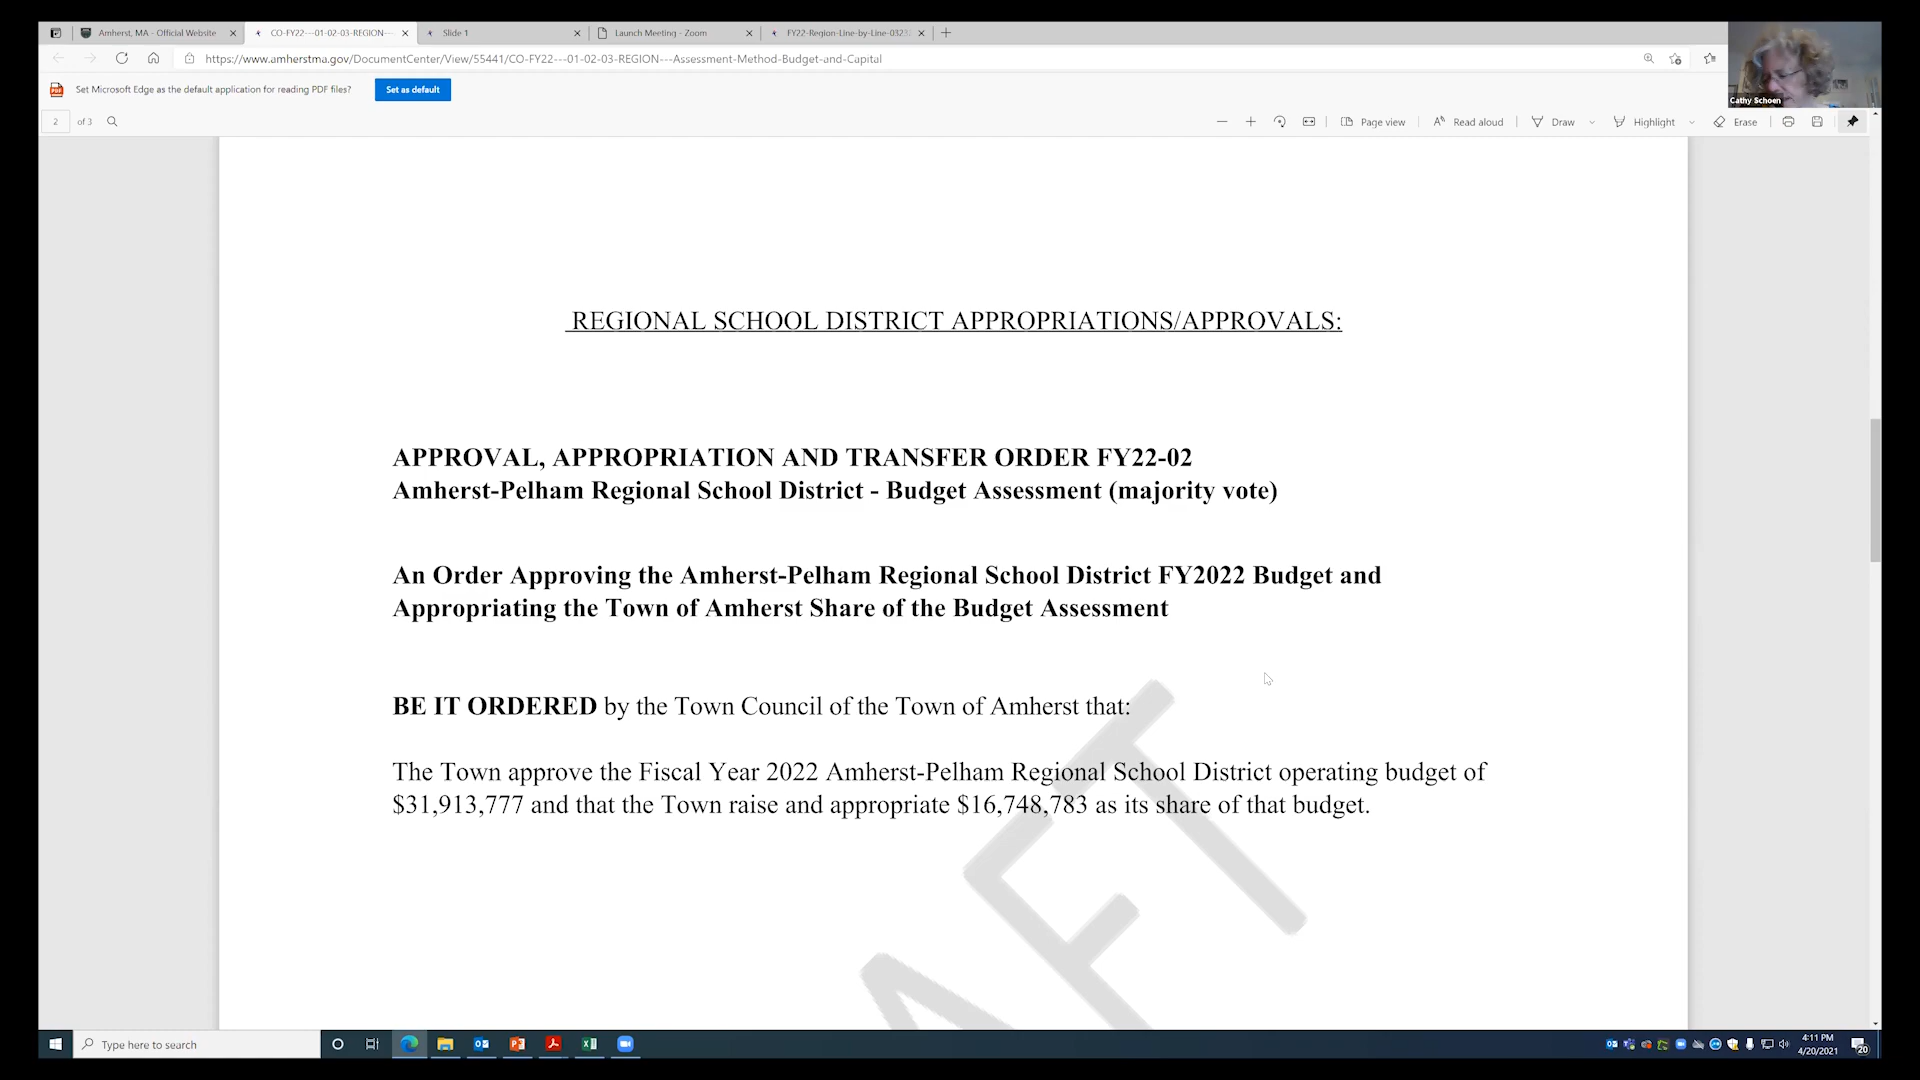 Amherst, MA - Official Website
CO-FY22---01-02-03-REGION---
Slide 1
Launch Meeting - Zoom
FY22-Region-Line-by-Line-0323
https://www.amherstma.gov/DocumentCenter/View/55441/CO-FY22---01-02-03-REGION---Assessment-Method-Budget-and-Capital
Set Microsoft Edge as the default application for reading PDF files?
Set as default
Cathy Schoen
2 of 3
Page view
Read aloud
Draw
Highlight
Erase
REGIONAL SCHOOL DISTRICT APPROPRIATIONS/APPROVALS:
APPROVAL, APPROPRIATION AND TRANSFER ORDER FY22-02
Amherst-Pelham Regional School District - Budget Assessment (majority vote)
An Order Approving the Amherst-Pelham Regional School District FY2022 Budget and
Appropriating the Town of Amherst Share of the Budget Assessment
BE IT ORDERED by the Town Council of the Town of Amherst that:
The Town approve the Fiscal Year 2022 Amherst-Pelham Regional School District operating budget of
$31,913,777 and that the Town raise and appropriate $16,748,783 as its share of that budget.
AFT
Type here to search
4:11 PM
4/20/2021
20